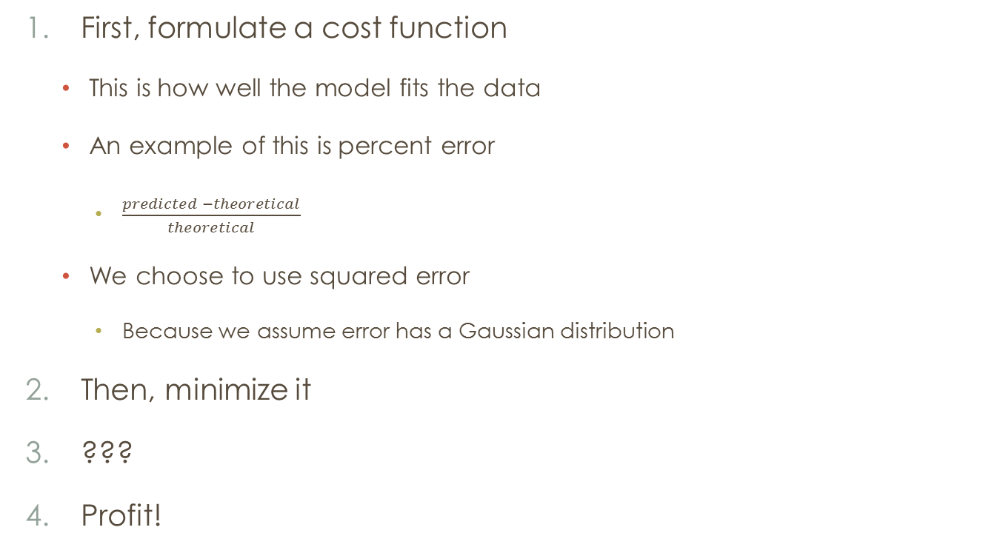 1. First, formulate a cost function
• This is how well the model fits the data
• An example of this is percent error
• predicted −theoretical
theoretical
• We choose to use squared error
• Because we assume error has a Gaussian distribution
2. Then, minimize it
3. ???
4. Profit!